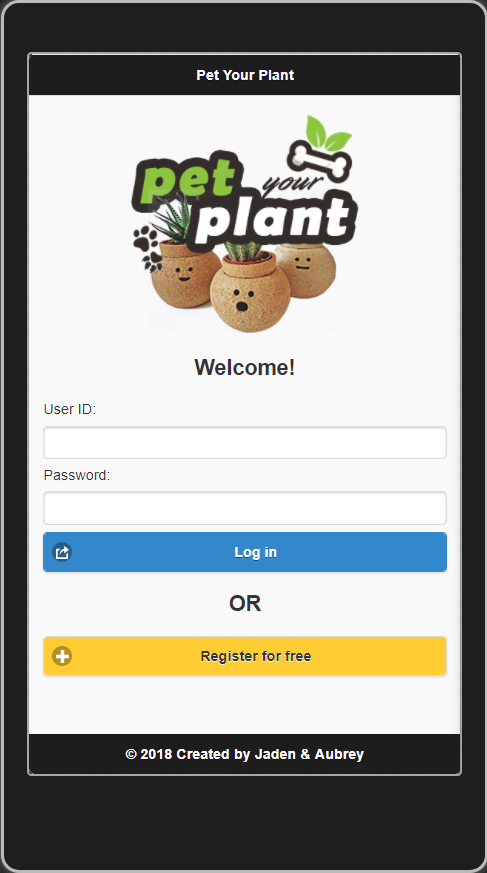 Pet Your Plant
pet your
plant
Welcome!
User ID:
Password:
Log in
OR
Register for free
© 2018 Created by Jaden & Aubrey